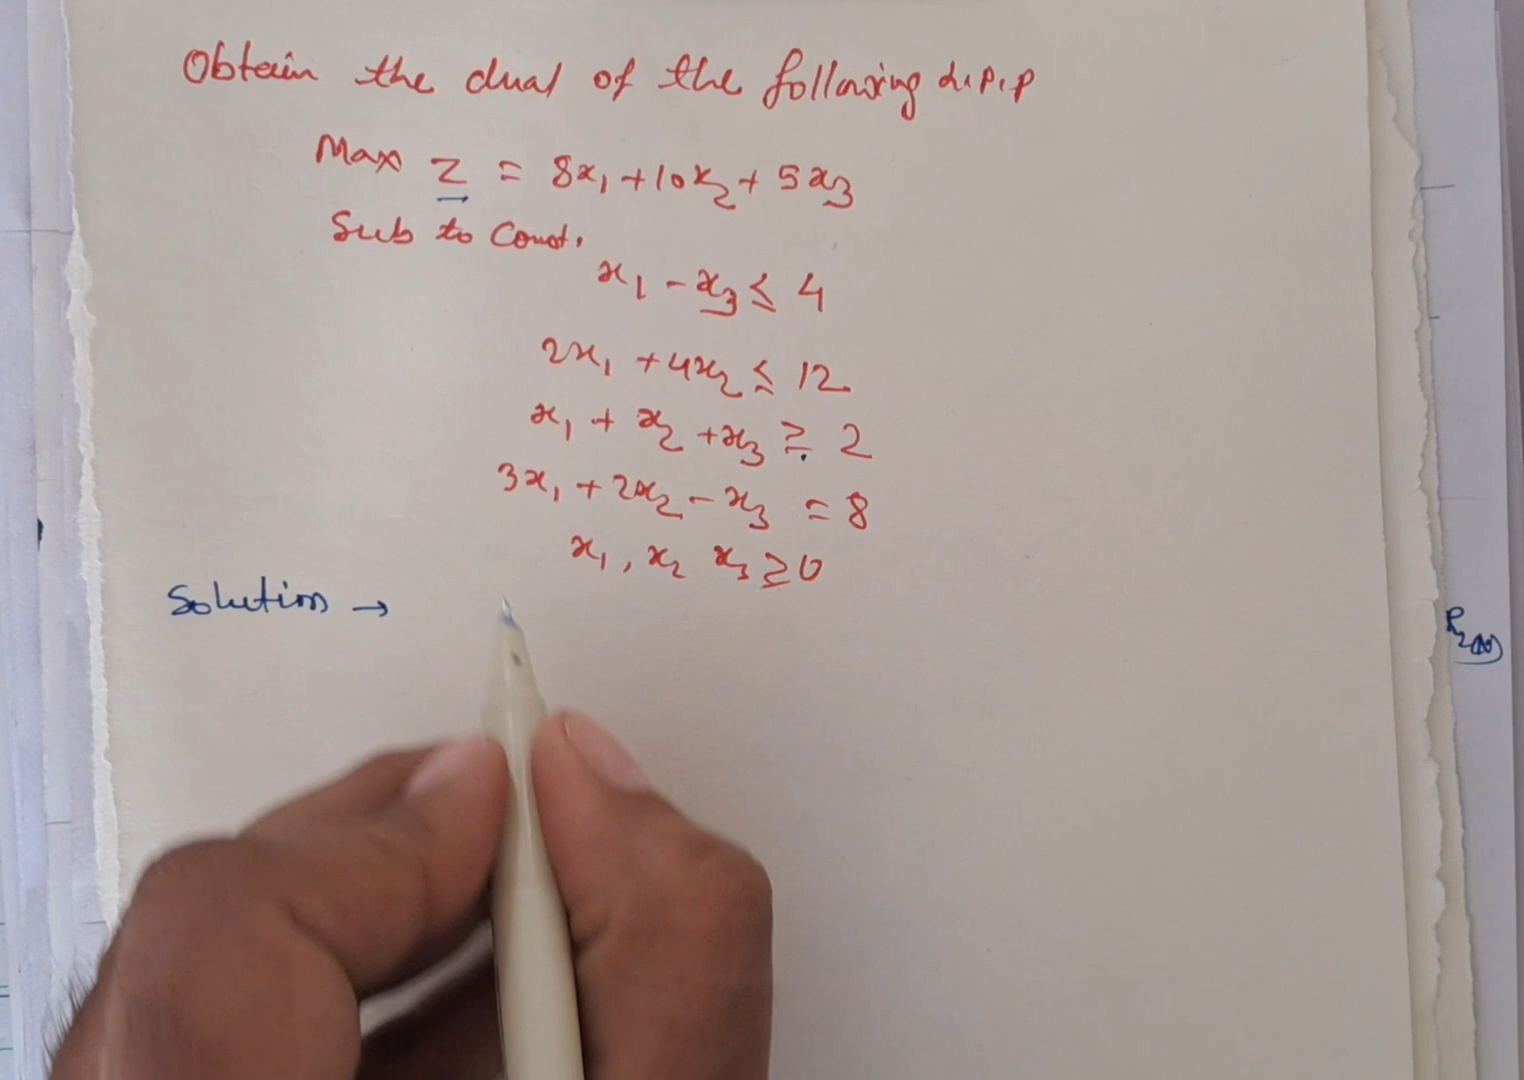 Obtain the dual of the following L.P.P
Max Z = 8x₁ + 10x₂ + 5x₃
Sub to Const.
x₁ - x₃ ≤ 4
2x₁ + 4x₂ ≤ 12
x₁ + x₂ + x₃ ≥ 2
3x₁ + 2x₂ - x₃ = 8
x₁, x₂ x₃ ≥ 0
Solution →